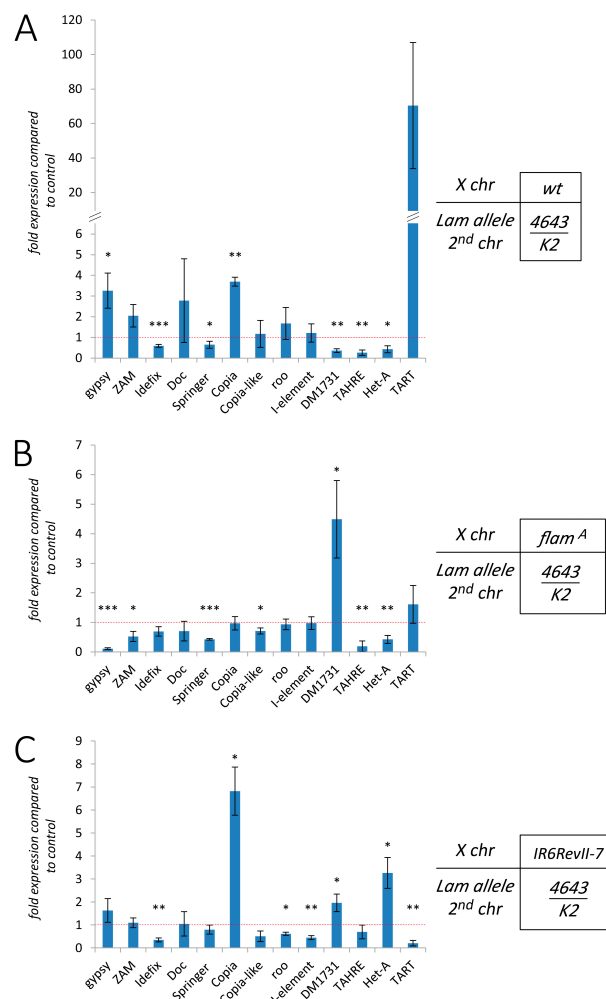 A
120
100
80
60
40
20
6
5
4
3
2
1
0
fold expression compared
to control
*
***
*
**
**
**
*
gypsy
ZAM
Idefix
Doc
Springer
Copia
Copia-like
roo
I-element
DM1731
TAHRE
Het-A
TART
X chr wt
Lam allele 4643
2nd chr K2
B
7
6
5
4
3
2
1
0
fold expression compared
to control
***
*
***
*
*
**
**
gypsy
ZAM
Idefix
Doc
Springer
Copia
Copia-like
roo
I-element
DM1731
TAHRE
Het-A
TART
X chr flam A
Lam allele 4643
2nd chr K2
C
9
8
7
6
5
4
3
2
1
0
fold expression compared
to control
**
*
*
**
*
*
**
gypsy
ZAM
Idefix
Doc
Springer
Copia
Copia-like
roo
I-element
DM1731
TAHRE
Het-A
TART
X chr IR6RevII-7
Lam allele 4643
2nd chr K2